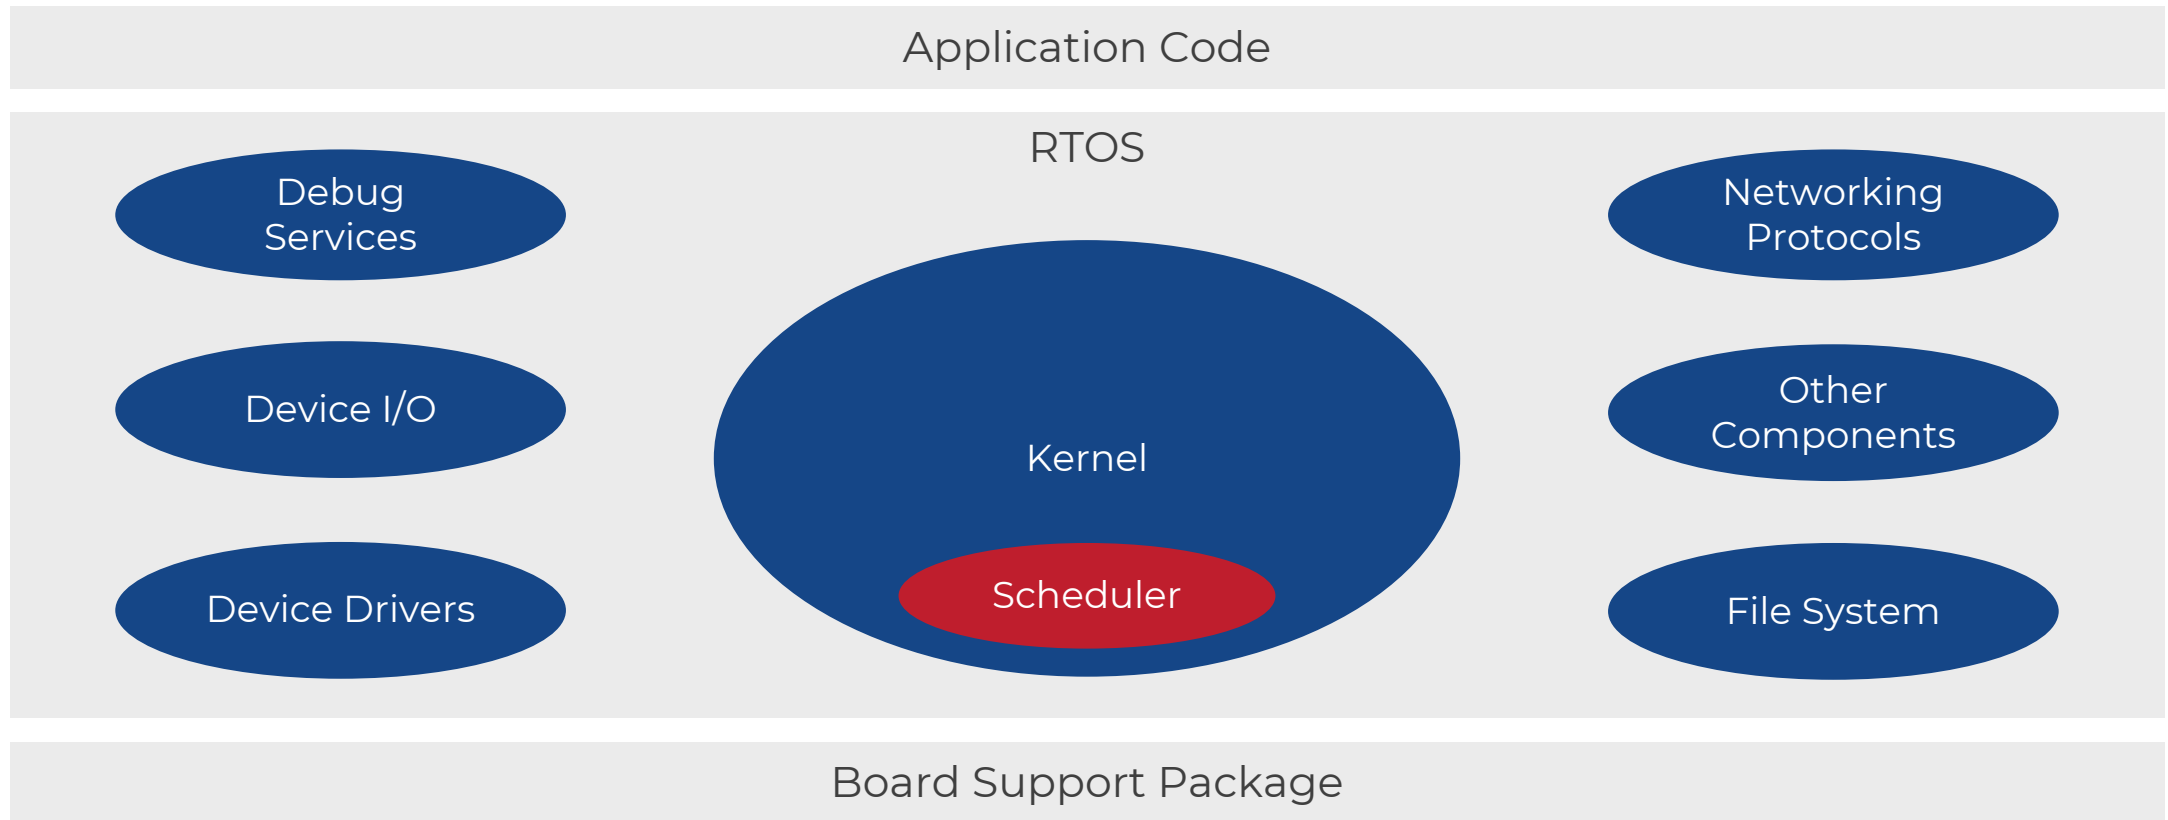 Application Code
RTOS
Debug
Services
Device I/O
Device Drivers
Kernel
Scheduler
Networking
Protocols
Other
Components
File System
Board Support Package